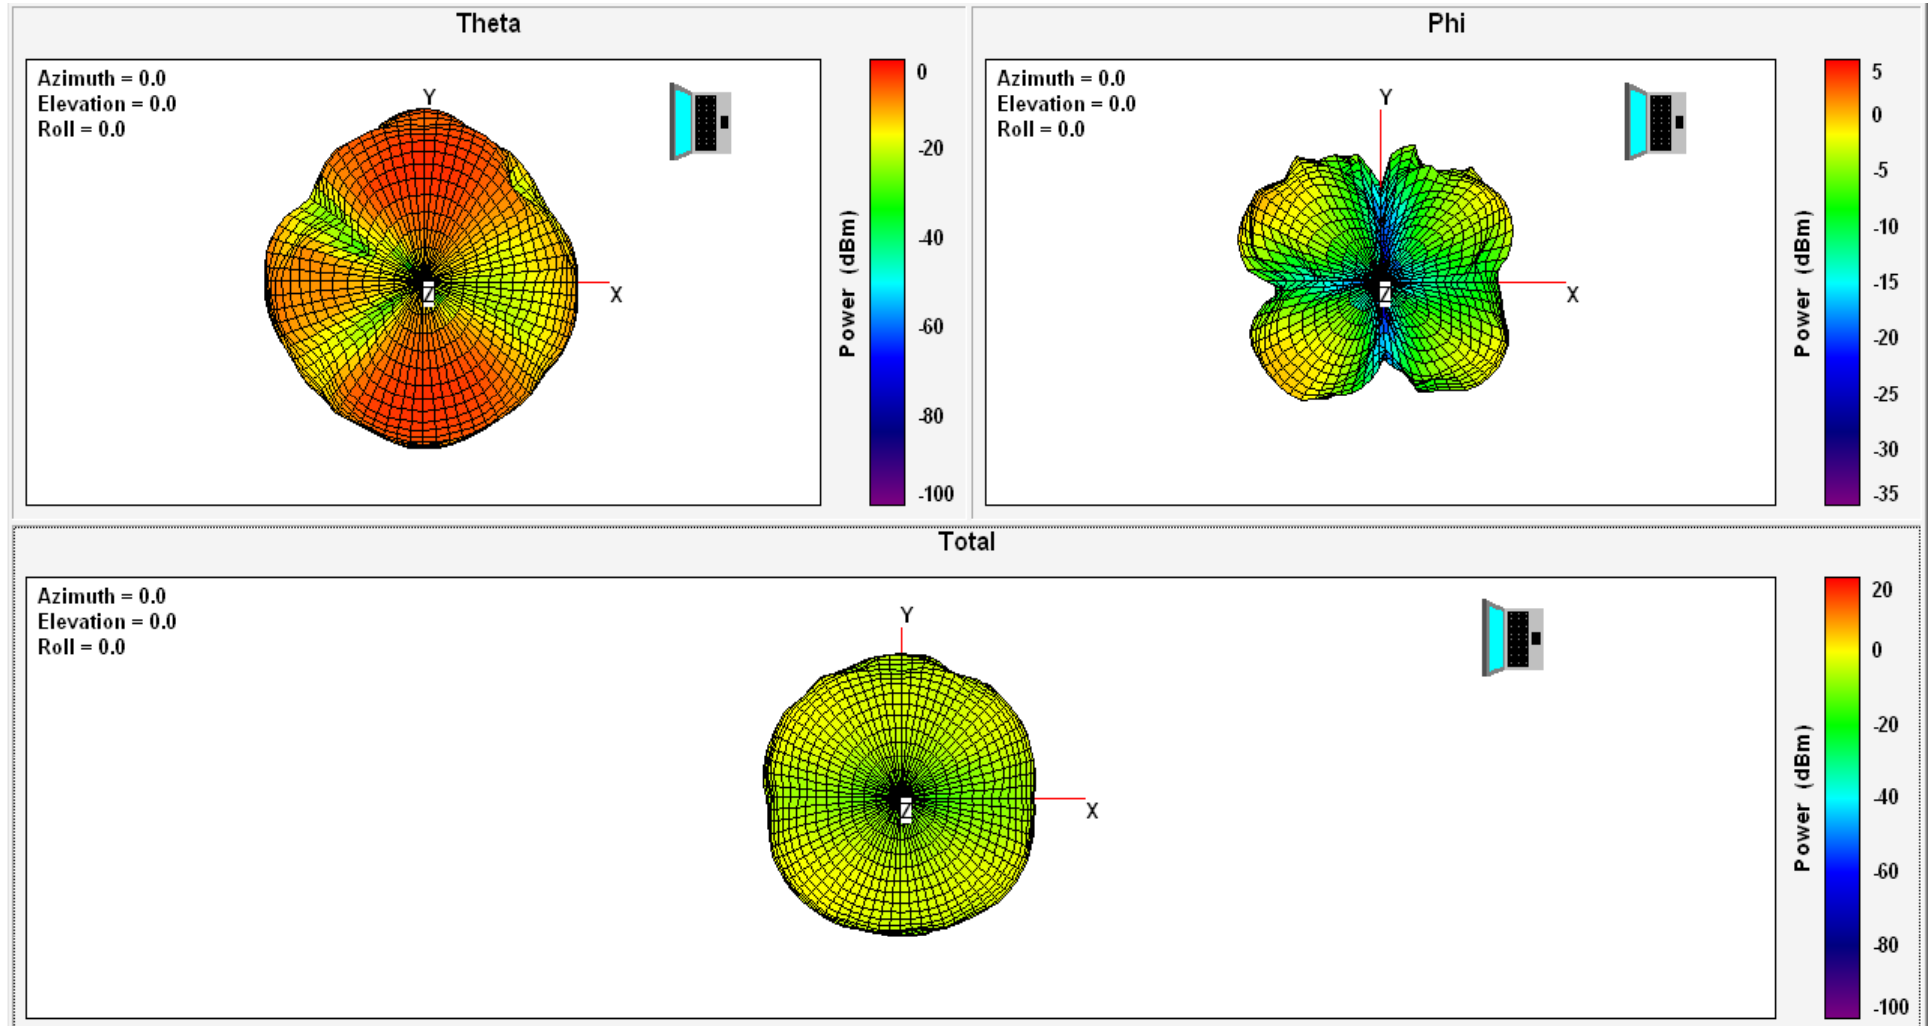 Theta
Azimuth = 0.0
Elevation = 0.0
Roll = 0.0
Y
X
Z
Power (dBm)
0
-20
-40
-60
-80
-100
Phi
Azimuth = 0.0
Elevation = 0.0
Roll = 0.0
Y
X
Z
Power (dBm)
5
0
-5
-10
-15
-20
-25
-30
-35
Total
Azimuth = 0.0
Elevation = 0.0
Roll = 0.0
Y
X
Z
Power (dBm)
20
0
-20
-40
-60
-80
-100